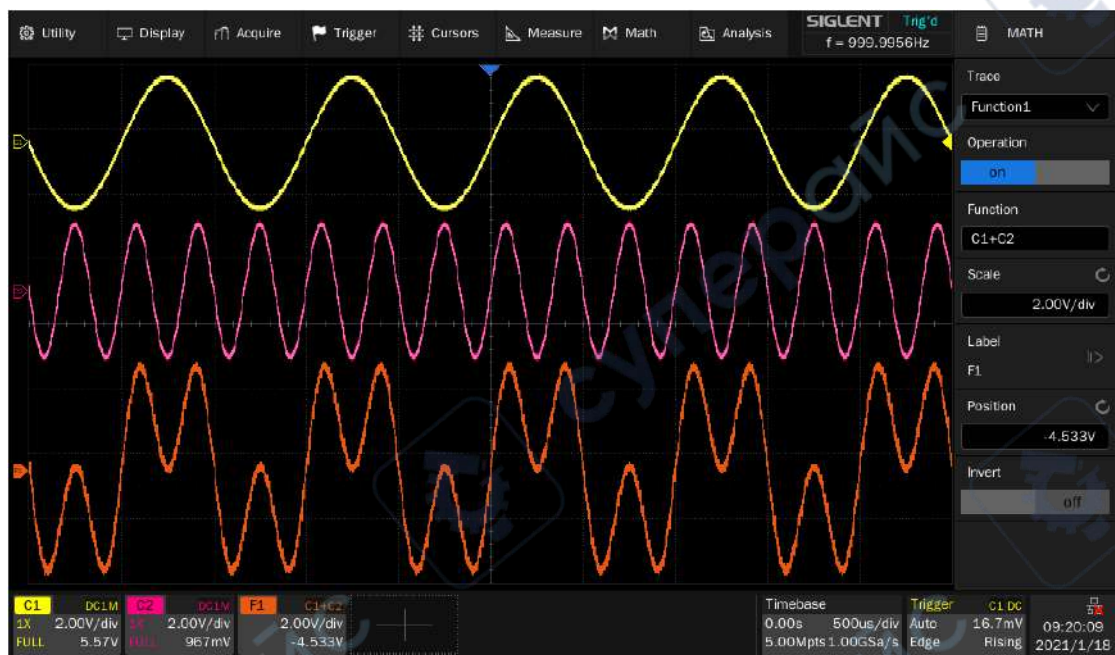 Utility Display Acquire Trigger Cursors Measure Math Analysis
SIGLENT Trig'd
f = 999.9956Hz
MATH
Trace
Function1
Operation
on
Function
C1+C2
Scale
2.00V/div
Label
F1
Position
-4.533V
Invert
off
суперайс
C1 DC1M
1X 2.00V/div
FULL 5.57V
C2 DC1M
1X 2.00V/div
FULL 967mV
F1 C1+C2
2.00V/div
-4.533V
Timebase
0.00s 500us/div
5.00Mpts 1.00GSa/s
Trigger C1 DC
Auto 16.7mV
Edge Rising
09:20:09
2021/1/18